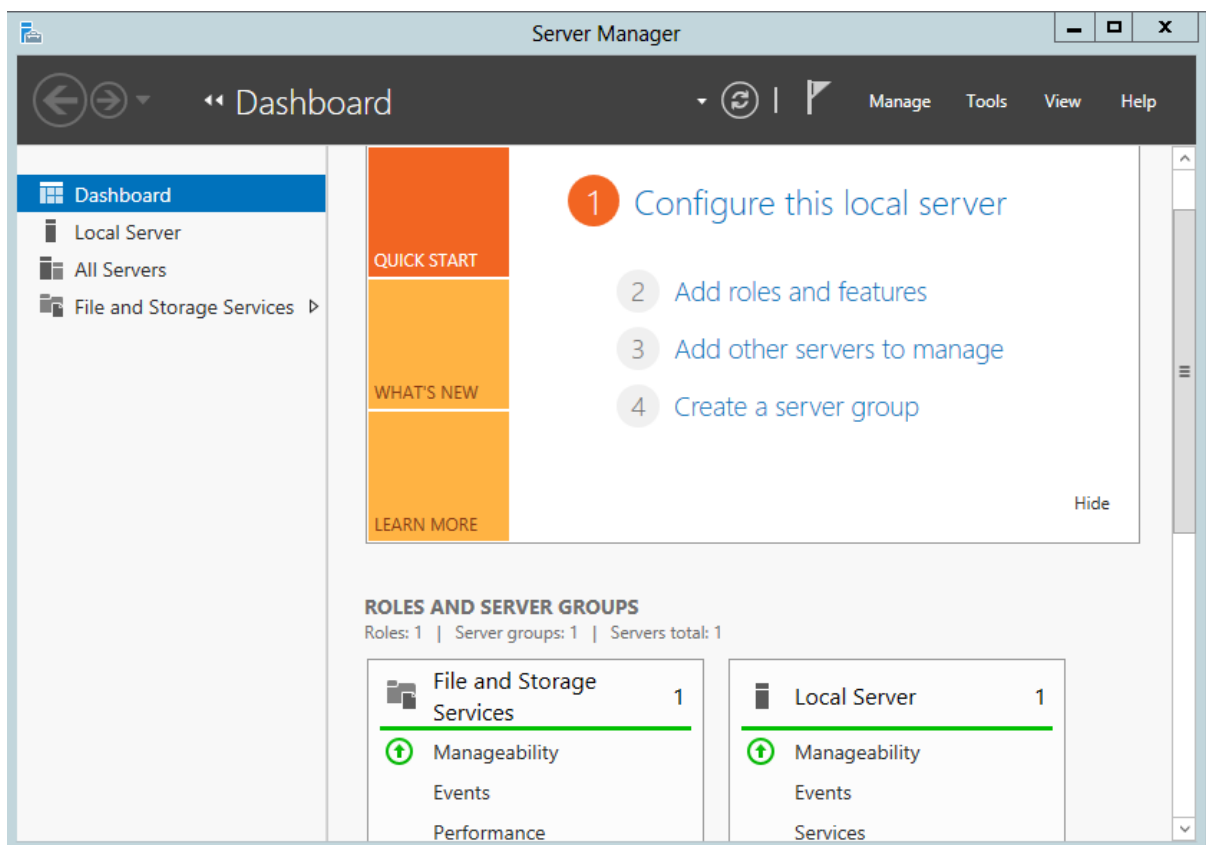 Server Manager
Dashboard
Manage Tools View Help
Dashboard
Local Server
All Servers
File and Storage Services
QUICK START
WHAT'S NEW
LEARN MORE
1 Configure this local server
2 Add roles and features
3 Add other servers to manage
4 Create a server group
Hide
ROLES AND SERVER GROUPS
Roles: 1 | Server groups: 1 | Servers total: 1
File and Storage
Services
1
Manageability
Events
Performance
Local Server 1
Manageability
Events
Services